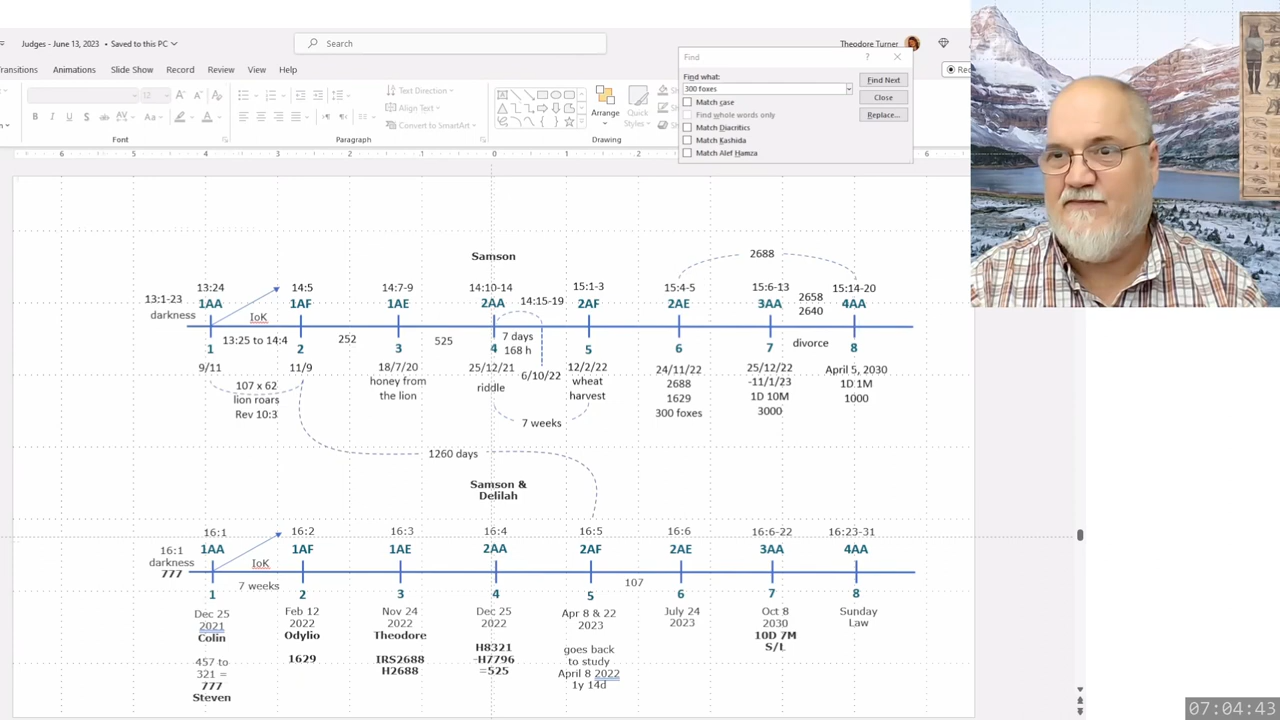 Judges - June 13, 2023 • Saved to this PC
Search
Theodore Turner
Transitions Animations Slide Show Record Review View Help
Text Direction
Align Text
Convert to SmartArt
Arrange
Quick
Styles
Font
Paragraph
Drawing
Find
?
Find what:
300 foxes
Match case
Find whole words only
Match Diacritics
Match Kashida
Match Alef Hamza
Find Next
Close
Replace...
6 5 4 3 2 1 0 1 2 6
Samson
2688
13:1-23
darkness
13:24 14:5 14:7-9 14:10-14 14:15-19 15:1-3 15:4-5 15:6-13 15:14-20
1AA 1AF 1AE 2AA 2AF 2AE 3AA 4AA
2658
2640
IoK
13:25 to 14:4
252
525
7 days
168 h
divorce
1 2 3 4 5 6 7 8
9/11
11/9
107 x 62
lion roars
Rev 10:3
18/7/20
honey from
the lion
25/12/21
riddle
6/10/22
12/2/22
wheat
harvest
7 weeks
24/11/22
2688
1629
300 foxes
25/12/22
-11/1/23
1D 10M
3000
April 5, 2030
1D 1M
1000
1260 days
Samson &
Delilah
16:1
darkness
777
16:1 16:2 16:3 16:4 16:5 16:6 16:6-22 16:23-31
1AA 1AF 1AE 2AA 2AF 2AE 3AA 4AA
IoK
7 weeks
107
1 2 3 4 5 6 7 8
Dec 25
2021
Colin
457 to
321 =
777
Steven
Feb 12
2022
Odylio
1629
Nov 24
2022
Theodore
IRS2688
H2688
Dec 25
2022
H8321
-H7796
=525
Apr 8 & 22
2023
goes back
to study
April 8 2022
1y 14d
July 24
2023
Oct 8
2030
10D 7M
S/L
Sunday
Law
07:04:43